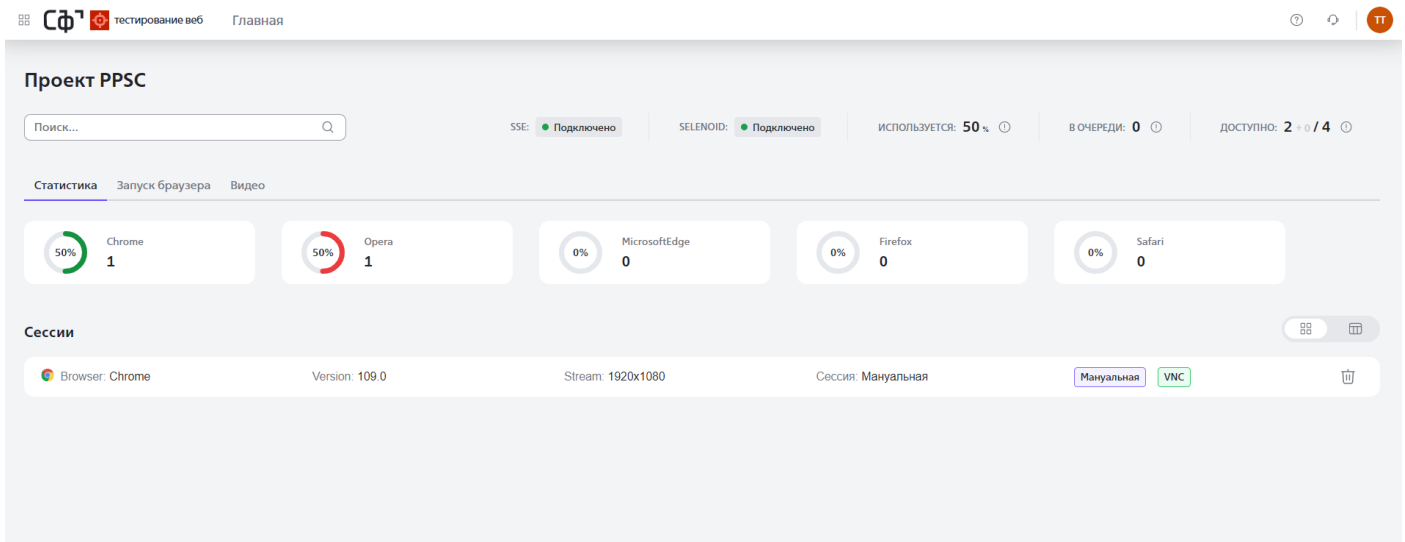 Сф тестирование веб Главная ТТ
Проект PPSC
Поиск... SSE: Подключено SELENOID: Подключено ИСПОЛЬЗУЕТСЯ: 50 % В ОЧЕРЕДИ: 0 ДОСТУПНО: 2 + 0 / 4
Статистика Запуск браузера Видео
50% Chrome 1
50% Opera 1
0% MicrosoftEdge 0
0% Firefox 0
0% Safari 0
Сессии
Browser: Chrome Version: 109.0 Stream: 1920x1080 Сессия: Мануальная Мануальная VNC